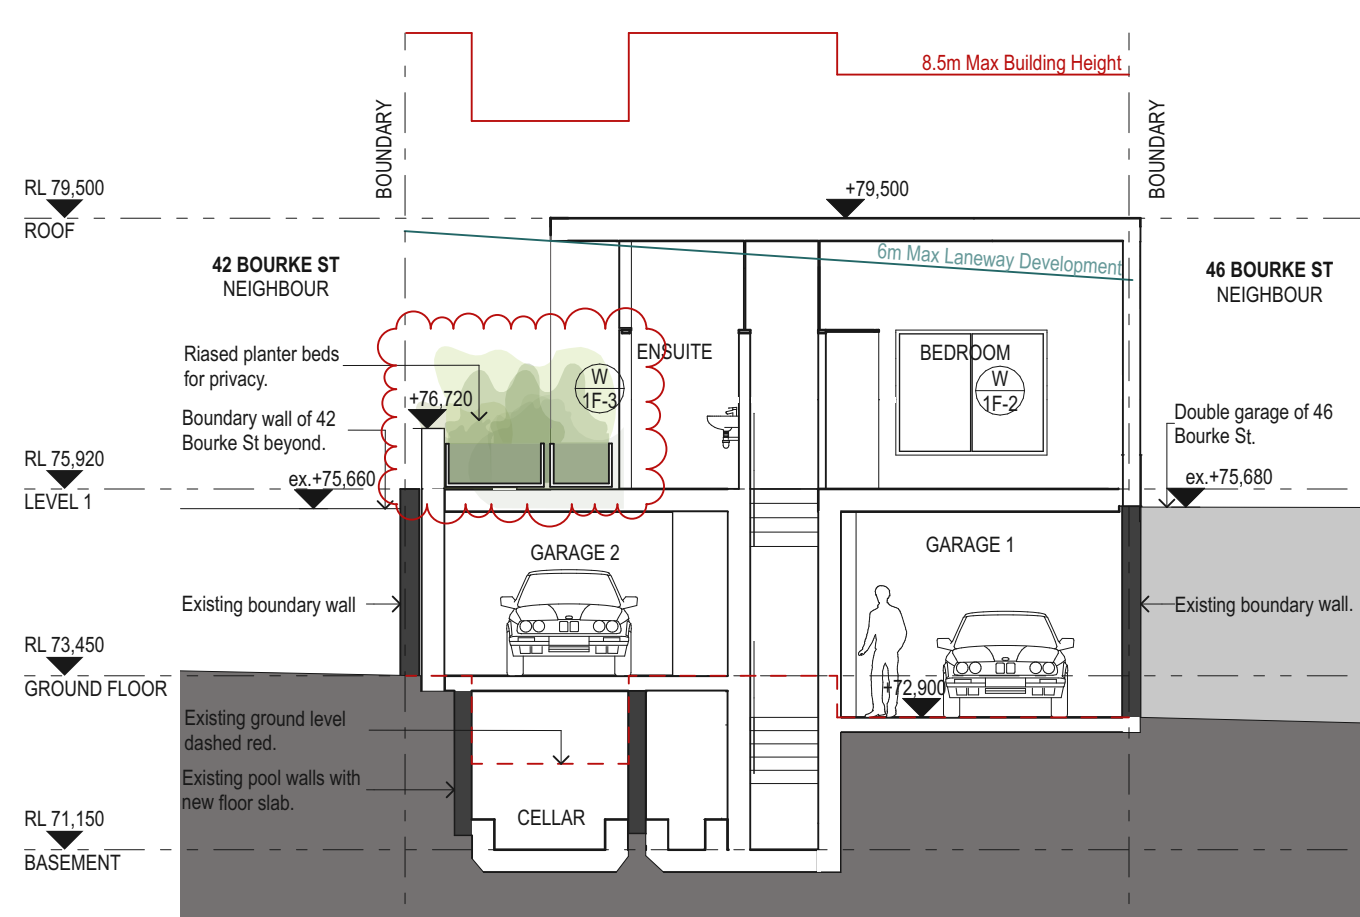 8.5m Max Building Height
BOUNDARY
BOUNDARY
RL 79,500
ROOF
+79,500
6m Max Laneway Development
42 BOURKE ST
NEIGHBOUR
46 BOURKE ST
NEIGHBOUR
Riased planter beds
for privacy.
ENSUITE
BEDROOM
W
1F-3
W
1F-2
+76,720
Boundary wall of 42
Bourke St beyond.
Double garage of 46
Bourke St.
RL 75,920
LEVEL 1
ex.+75,660
ex.+75,680
GARAGE 2
GARAGE 1
Existing boundary wall
Existing boundary wall.
RL 73,450
GROUND FLOOR
+72,900
Existing ground level
dashed red.
Existing pool walls with
new floor slab.
CELLAR
RL 71,150
BASEMENT